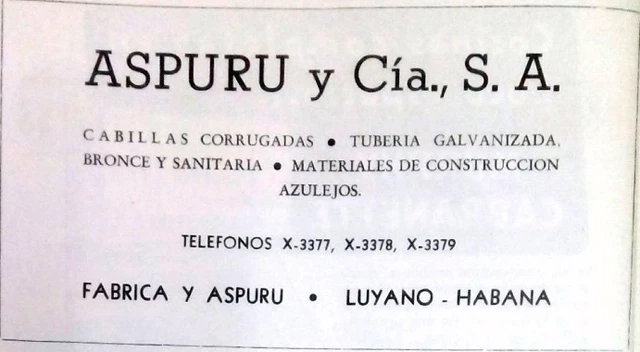 ASPURU y Cía., S. A.
CABILLAS CORRUGADAS • TUBERIA GALVANIZADA,
BRONCE Y SANITARIA • MATERIALES DE CONSTRUCCION
AZULEJOS.
TELEFONOS X-3377, X-3378, X-3379
FABRICA Y ASPURU • LUYANO - HABANA